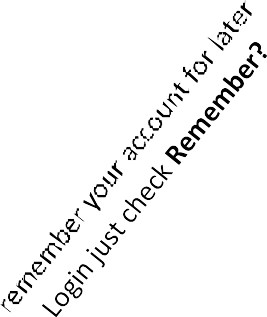 remember your account for later
Login just check Remember?